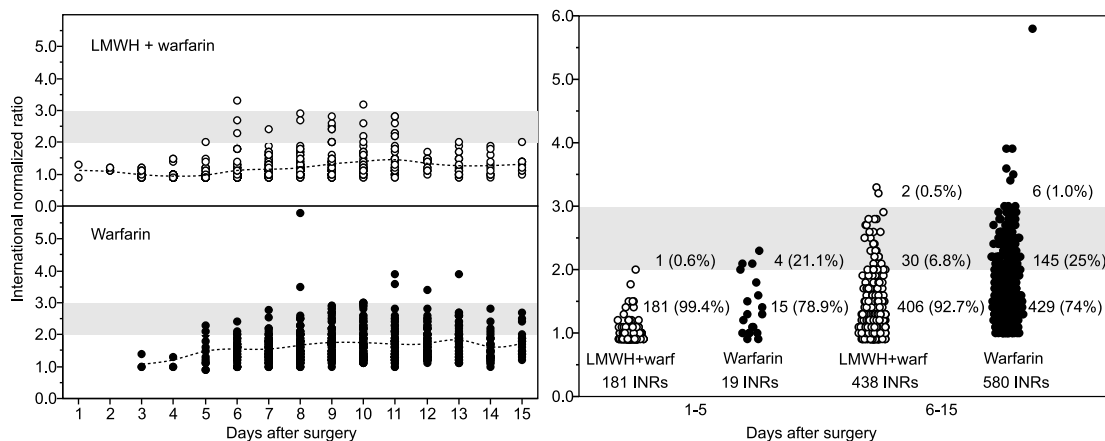 LMWH + warfarin
5.0
4.0
3.0
2.0
1.0
0.0
Warfarin
5.0
4.0
3.0
2.0
1.0
0.0
International normalized ratio
1 2 3 4 5 6 7 8 9 10 11 12 13 14 15
Days after surgery
6.0
5.0
4.0
3.0
2.0
1.0
0.0
2 (0.5%) 6 (1.0%)
1 (0.6%) 4 (21.1%) 30 (6.8%) 145 (25%)
181 (99.4%) 15 (78.9%) 406 (92.7%) 429 (74%)
LMWH+warf Warfarin LMWH+warf Warfarin
181 INRs 19 INRs 438 INRs 580 INRs
1–5 6-15
Days after surgery